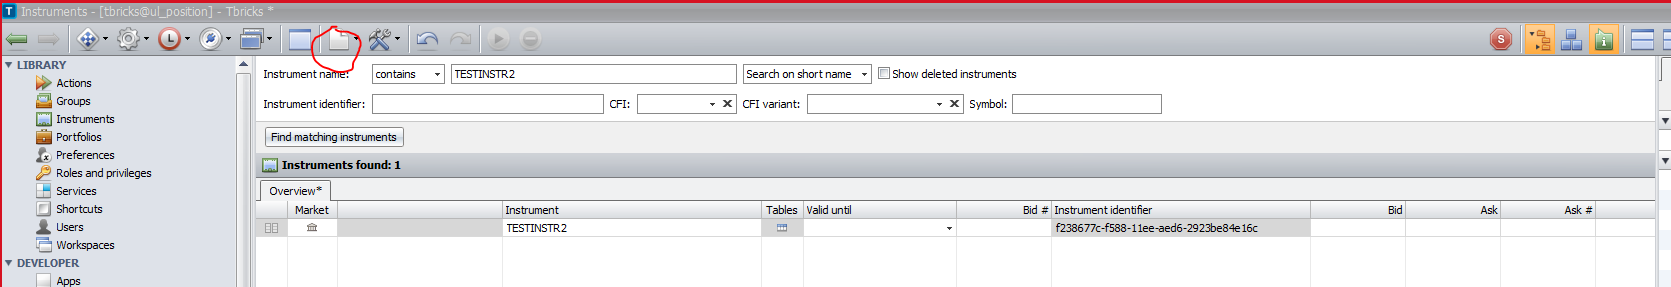 T Instruments - [tbricks@ul_position] - Tbricks *
L S i
LIBRARY
Actions
Groups
Instruments
Portfolios
Preferences
Roles and privileges
Services
Shortcuts
Users
Workspaces
DEVELOPER
Apps
Instrument name: contains TESTINSTR2 Search on short name Show deleted instruments
Instrument identifier: CFI: CFI variant: Symbol:
Find matching instruments
Instruments found: 1
Overview*
Market Instrument Tables Valid until Bid # Instrument identifier Bid Ask Ask #
TESTINSTR2 f238677c-f588-11ee-aed6-2923be84e16c